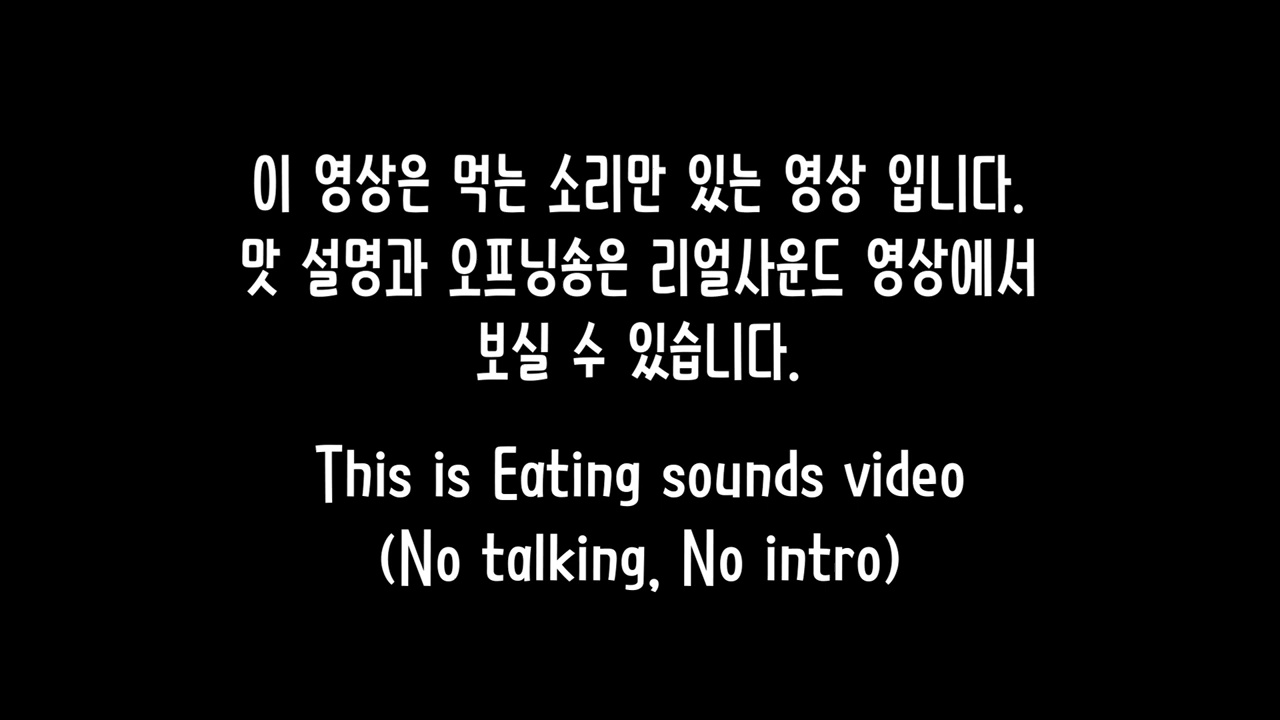 이 영상은 먹는 소리만 있는 영상 입니다.
맛 설명과 오프닝송은 리얼사운드 영상에서
보실 수 있습니다.
This is Eating sounds video
(No talking, No intro)